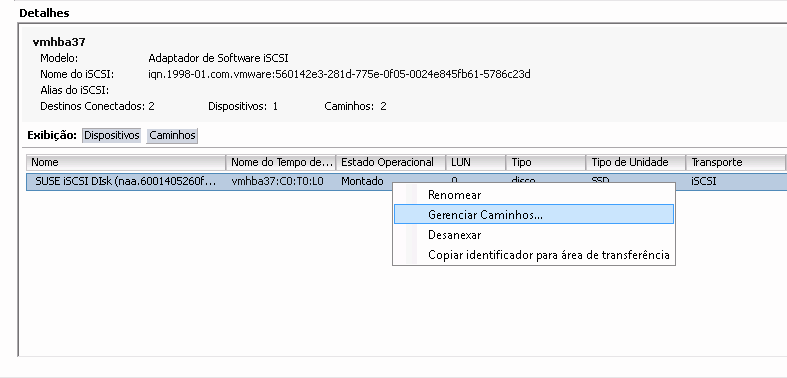 Detalhes
vmhba37
Modelo: Adaptador de Software iSCSI
Nome do iSCSI: iqn.1998-01.com.vmware:560142e3-281d-775e-0f05-0024e845fb61-5786c23d
Alias do iSCSI:
Destinos Conectados: 2 Dispositivos: 1 Caminhos: 2
Exibição: Dispositivos Caminhos
Nome Nome do Tempo de... Estado Operacional LUN Tipo Tipo de Unidade Transporte
SUSE iSCSI DIsk (naa.6001405260f... vmhba37:C0:T0:L0 Montado 0 disco SSD iSCSI
Renomear
Gerenciar Caminhos...
Desanexar
Copiar identificador para área de transferência